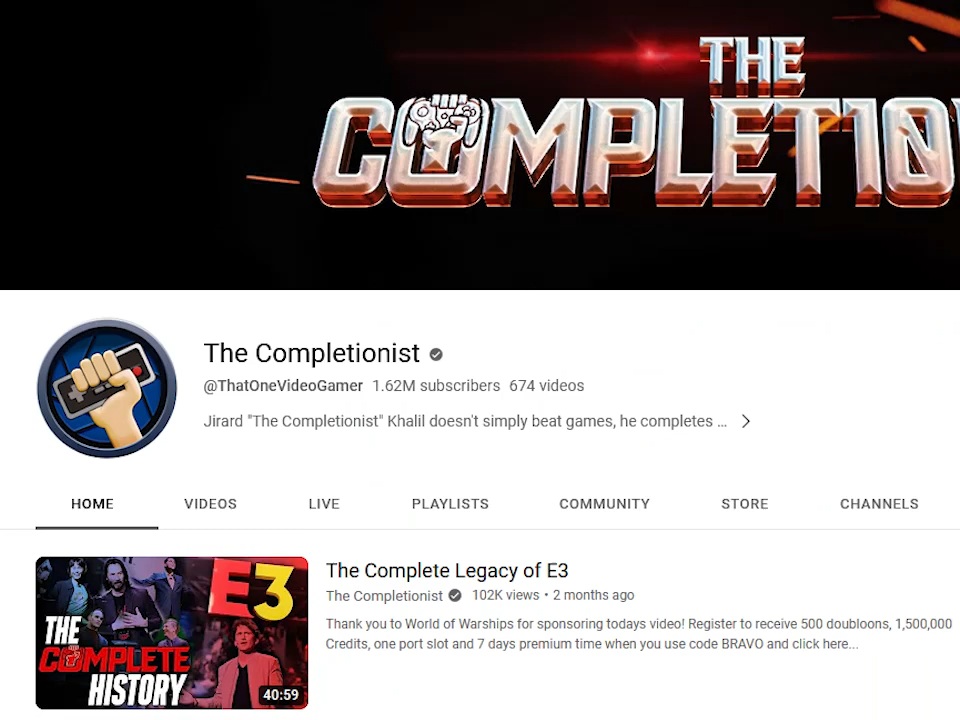 THE
COMPLETION
The Completionist
@ThatOneVideoGamer 1.62M subscribers 674 videos
Jirard "The Completionist" Khalil doesn't simply beat games, he completes ...
HOME VIDEOS LIVE PLAYLISTS COMMUNITY STORE CHANNELS
E3
THE
COMPLETE
HISTORY
40:59
The Complete Legacy of E3
The Completionist 102K views • 2 months ago
Thank you to World of Warships for sponsoring todays video! Register to receive 500 doubloons, 1,500,000
Credits, one port slot and 7 days premium time when you use code BRAVO and click here...